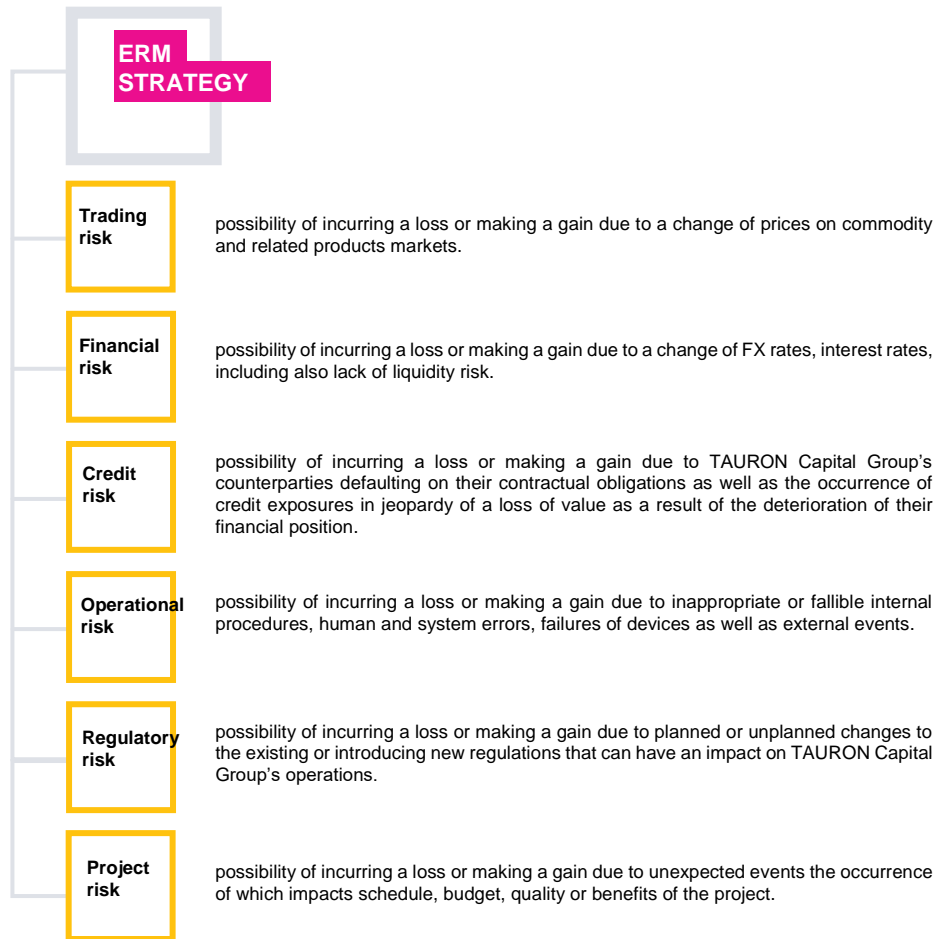 ERM
STRATEGY
Trading
risk
possibility of incurring a loss or making a gain due to a change of prices on commodity
and related products markets.
Financial
risk
possibility of incurring a loss or making a gain due to a change of FX rates, interest rates,
including also lack of liquidity risk.
Credit
risk
possibility of incurring a loss or making a gain due to TAURON Capital Group’s
counterparties defaulting on their contractual obligations as well as the occurrence of
credit exposures in jeopardy of a loss of value as a result of the deterioration of their
financial position.
Operational
risk
possibility of incurring a loss or making a gain due to inappropriate or fallible internal
procedures, human and system errors, failures of devices as well as external events.
Regulatory
risk
possibility of incurring a loss or making a gain due to planned or unplanned changes to
the existing or introducing new regulations that can have an impact on TAURON Capital
Group’s operations.
Project
risk
possibility of incurring a loss or making a gain due to unexpected events the occurrence
of which impacts schedule, budget, quality or benefits of the project.